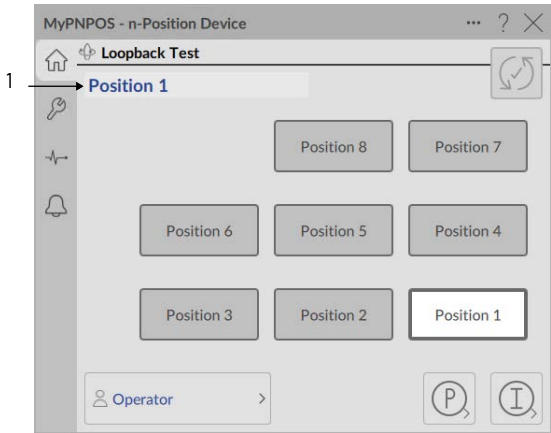 MyPNPOS - n-Position Device ... ?
Loopback Test
1
Position 1
Position 8 Position 7
Position 6 Position 5 Position 4
Position 3 Position 2 Position 1
Operator
P I